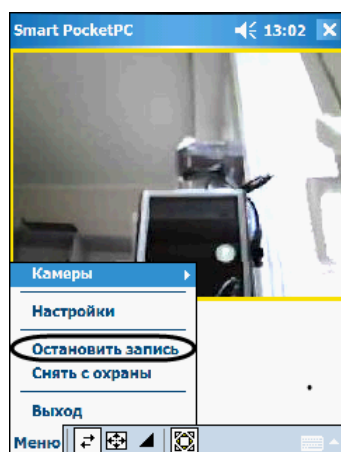 Smart PocketPC 13:02
Камеры
Настройки
Остановить запись
Снять с охраны
Выход
Меню